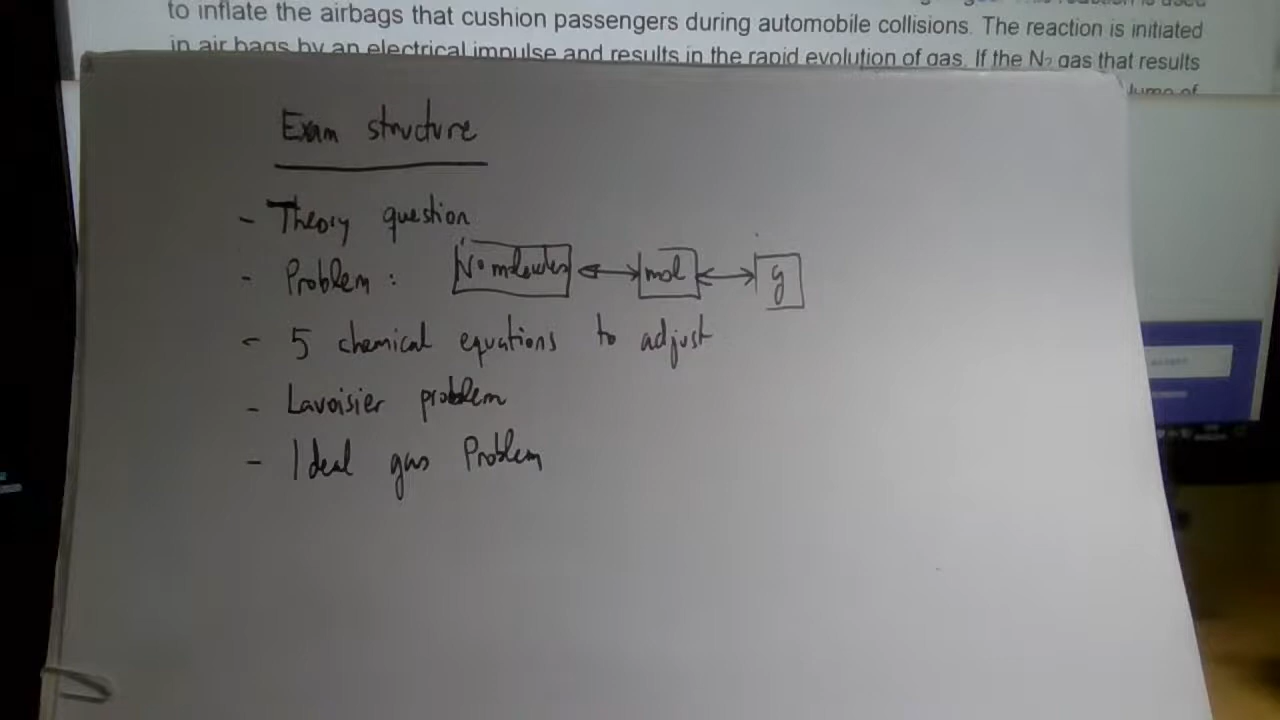 to inflate the airbags that cushion passengers during automobile collisions. The reaction is initiated
in air bags by an electrical impulse and results in the rapid evolution of gas. If the N₂ gas that results
Exam structure
- Theory question
- Problem : Nº molecules ↔ mol ↔ g
- 5 chemical equations to adjust
- Lavoisier problem
- Ideal gas Problem